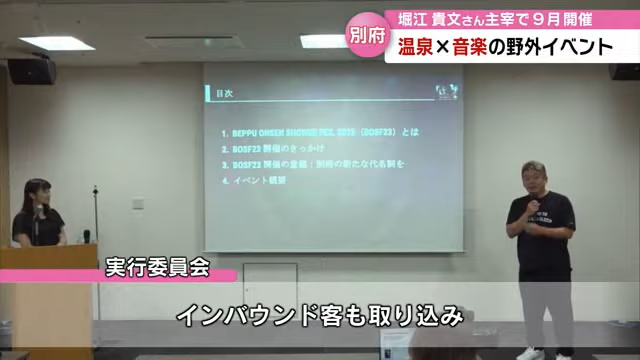 堀江 貴文さん主宰で9月開催
別府
温泉×音楽の野外イベント
目次
1. BEPPU ONSEN SHOWER FES. 2023（BOSF23）とは
2. BOSF23 開催のきっかけ
3. BOSF23 開催の意義：別府の新たな代名詞を
4. イベント概要
実行委員会
インバウンド客も取り込み